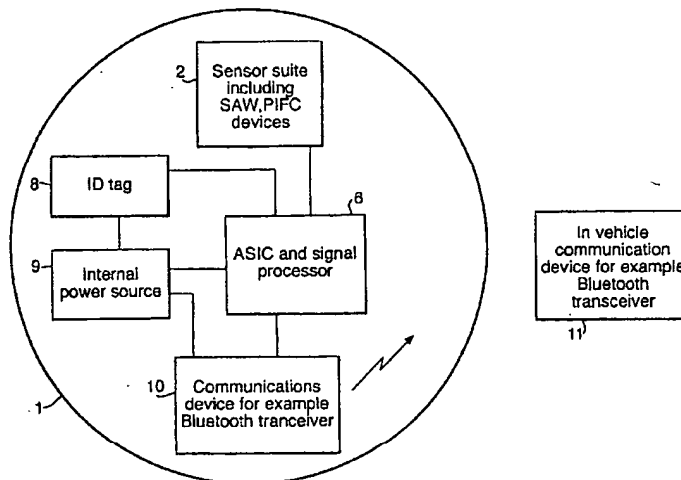 2
Sensor suite
including
SAW,PIFC
devices
8
ID tag
6
ASIC and signal
processor
9
Internal
power source
10
Communications
device for example
Bluetooth tranceiver
1
In vehicle
communication
device for example
Bluetooth
transceiver
11